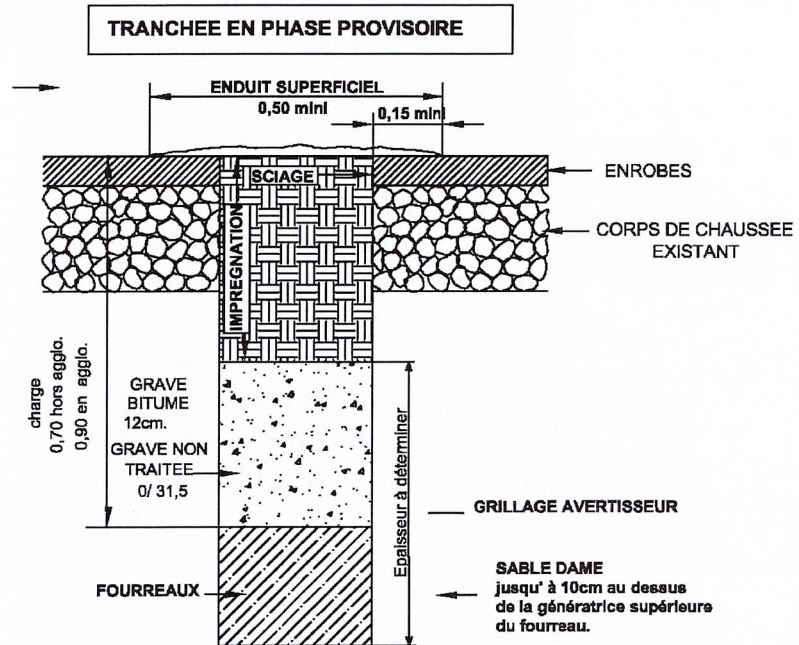 TRANCHEE EN PHASE PROVISOIRE
ENDUIT SUPERFICIEL
0,50 mini
0,15 mini
SCIAGE
ENROBES
IMPREGNATION
CORPS DE CHAUSSEE
EXISTANT
charge
0,70 hors agglo.
0,90 en agglo.
GRAVE
BITUME
12cm.
GRAVE NON
TRAITEE
0/ 31,5
Epaisseur à déterminer
GRILLAGE AVERTISSEUR
FOURREAUX
SABLE DAME
jusqu' à 10cm au dessus
de la génératrice supérieure
du fourreau.